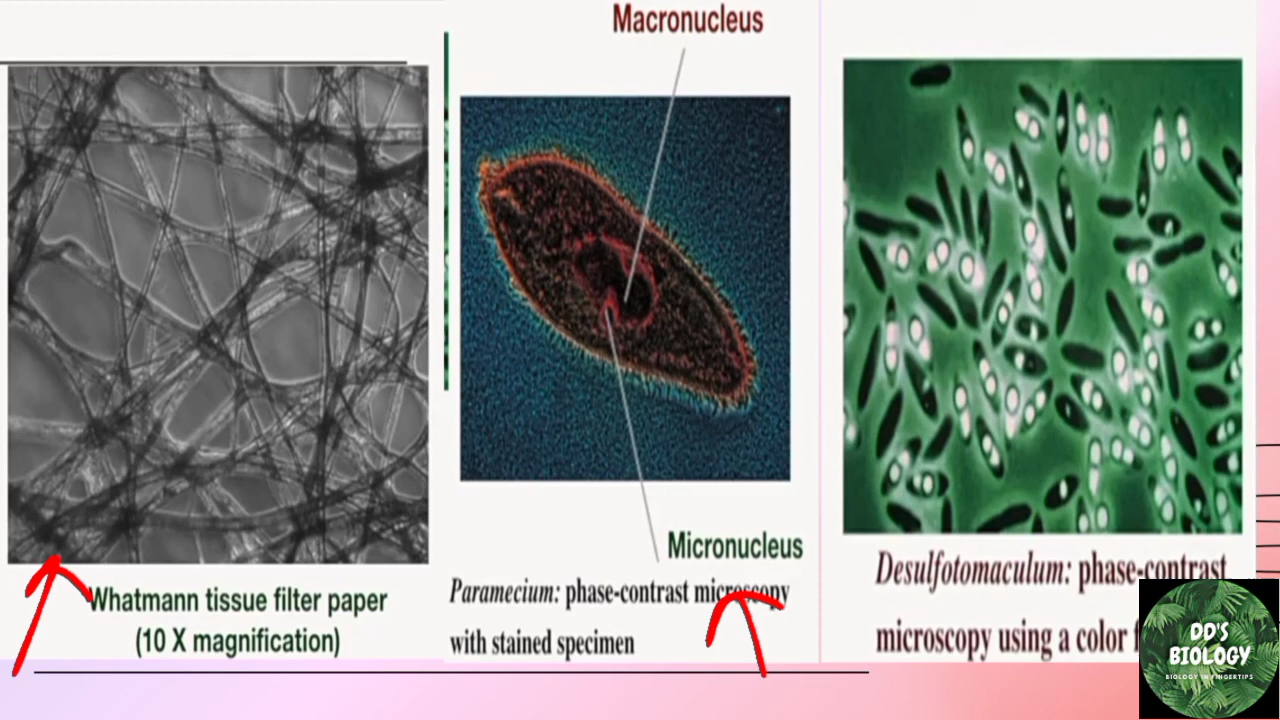 Macronucleus
Micronucleus
Whatmann tissue filter paper
(10 X magnification)
Paramecium: phase-contrast microscopy
with stained specimen
Desulfotomaculum: phase-contrast
microscopy using a color
DD'S
BIOLOGY
BIOLOGY IN FINGERTIPS